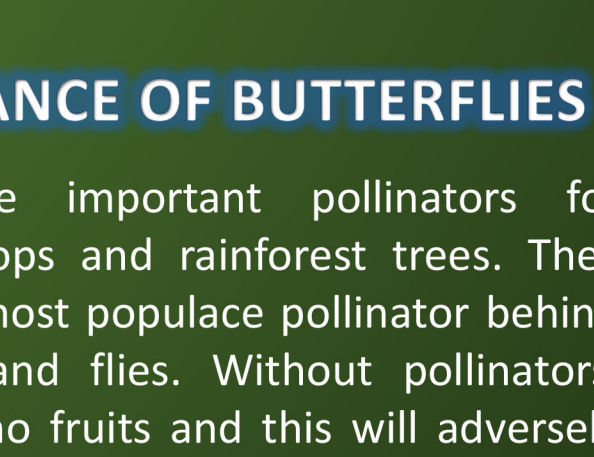 ANCE OF BUTTERFLIES
e important pollinators fo
ops and rainforest trees. The
most populace pollinator behin
and flies. Without pollinators
no fruits and this will adversel